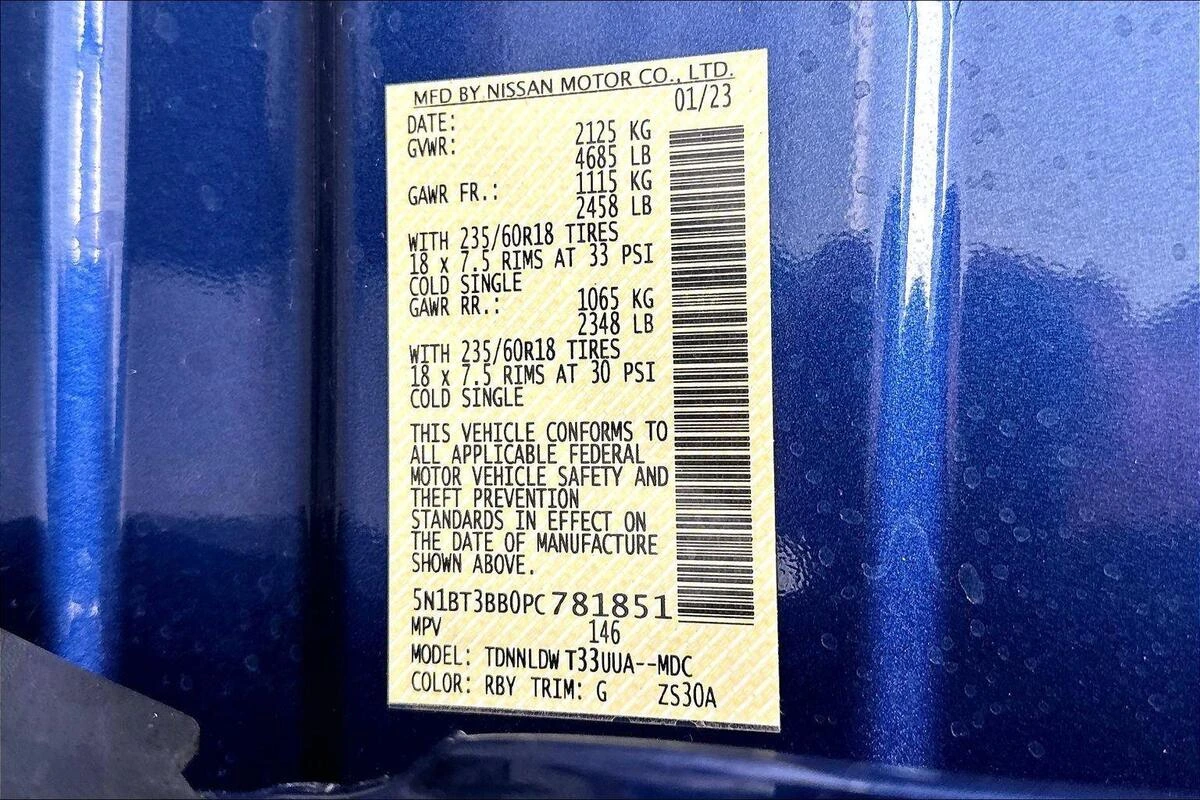 MFD BY NISSAN MOTOR CO., LTD.
DATE: 01/23
GVWR: 2125 KG
4685 LB
GAWR FR.: 1115 KG
2458 LB
WITH 235/60R18 TIRES
18 x 7.5 RIMS AT 33 PSI
COLD SINGLE
GAWR RR.: 1065 KG
2348 LB
WITH 235/60R18 TIRES
18 x 7.5 RIMS AT 30 PSI
COLD SINGLE
THIS VEHICLE CONFORMS TO
ALL APPLICABLE FEDERAL
MOTOR VEHICLE SAFETY AND
THEFT PREVENTION
STANDARDS IN EFFECT ON
THE DATE OF MANUFACTURE
SHOWN ABOVE.
5N1BT3BB0PC781851
MPV 146
MODEL: TDNNLDW T33UUA--MDC
COLOR: RBY TRIM: G ZS30A